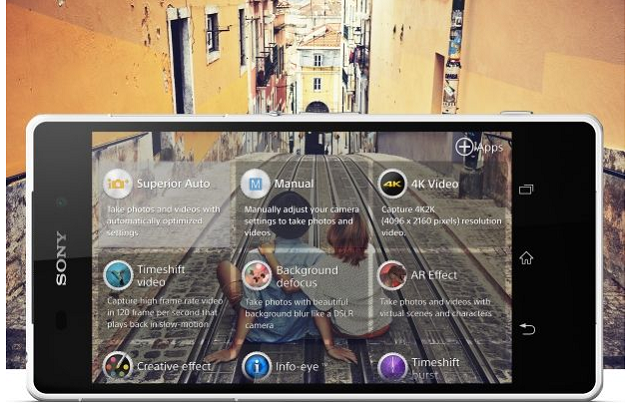 Apps
Superior Auto
Take photos and videos with
automatically optimized
settings
Manual
Manually adjust your camera
settings to take photos and
videos
4K
4K Video
Capture 4K2K
(4096 x 2160 pixels) resolution
video
SONY
Timeshift
video
Capture high frame rate video
in 120 frame per second that
plays back in slow-motion
Background
defocus
Take photos with beautiful
background blur like a DSLR
camera
AR Effect
Take photos and videos with
virtual scenes and characters
Creative effect
Info-eye™
Timeshift
burst